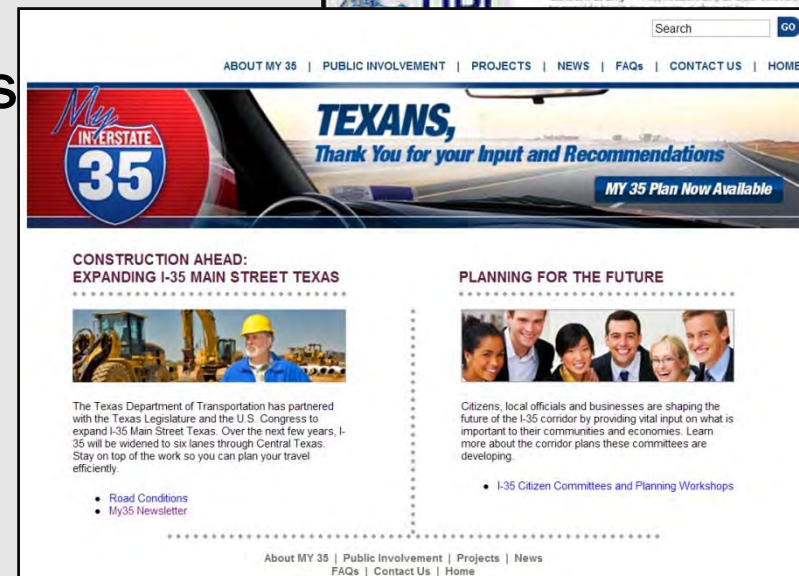 Search GO
ABOUT MY 35 | PUBLIC INVOLVEMENT | PROJECTS | NEWS | FAQs | CONTACT US | HOME
S
My
INTERSTATE
35
TEXANS,
Thank You for your Input and Recommendations
MY 35 Plan Now Available
CONSTRUCTION AHEAD:
EXPANDING I-35 MAIN STREET TEXAS
The Texas Department of Transportation has partnered
with the Texas Legislature and the U.S. Congress to
expand I-35 Main Street Texas. Over the next few years, I-
35 will be widened to six lanes through Central Texas.
Stay on top of the work so you can plan your travel
efficiently.
• Road Conditions
• My35 Newsletter
PLANNING FOR THE FUTURE
Citizens, local officials and businesses are shaping the
future of the I-35 corridor by providing vital input on what is
important to their communities and economies. Learn
more about the corridor plans these committees are
developing.
• I-35 Citizen Committees and Planning Workshops
About MY 35 | Public Involvement | Projects | News
FAQs | Contact Us | Home